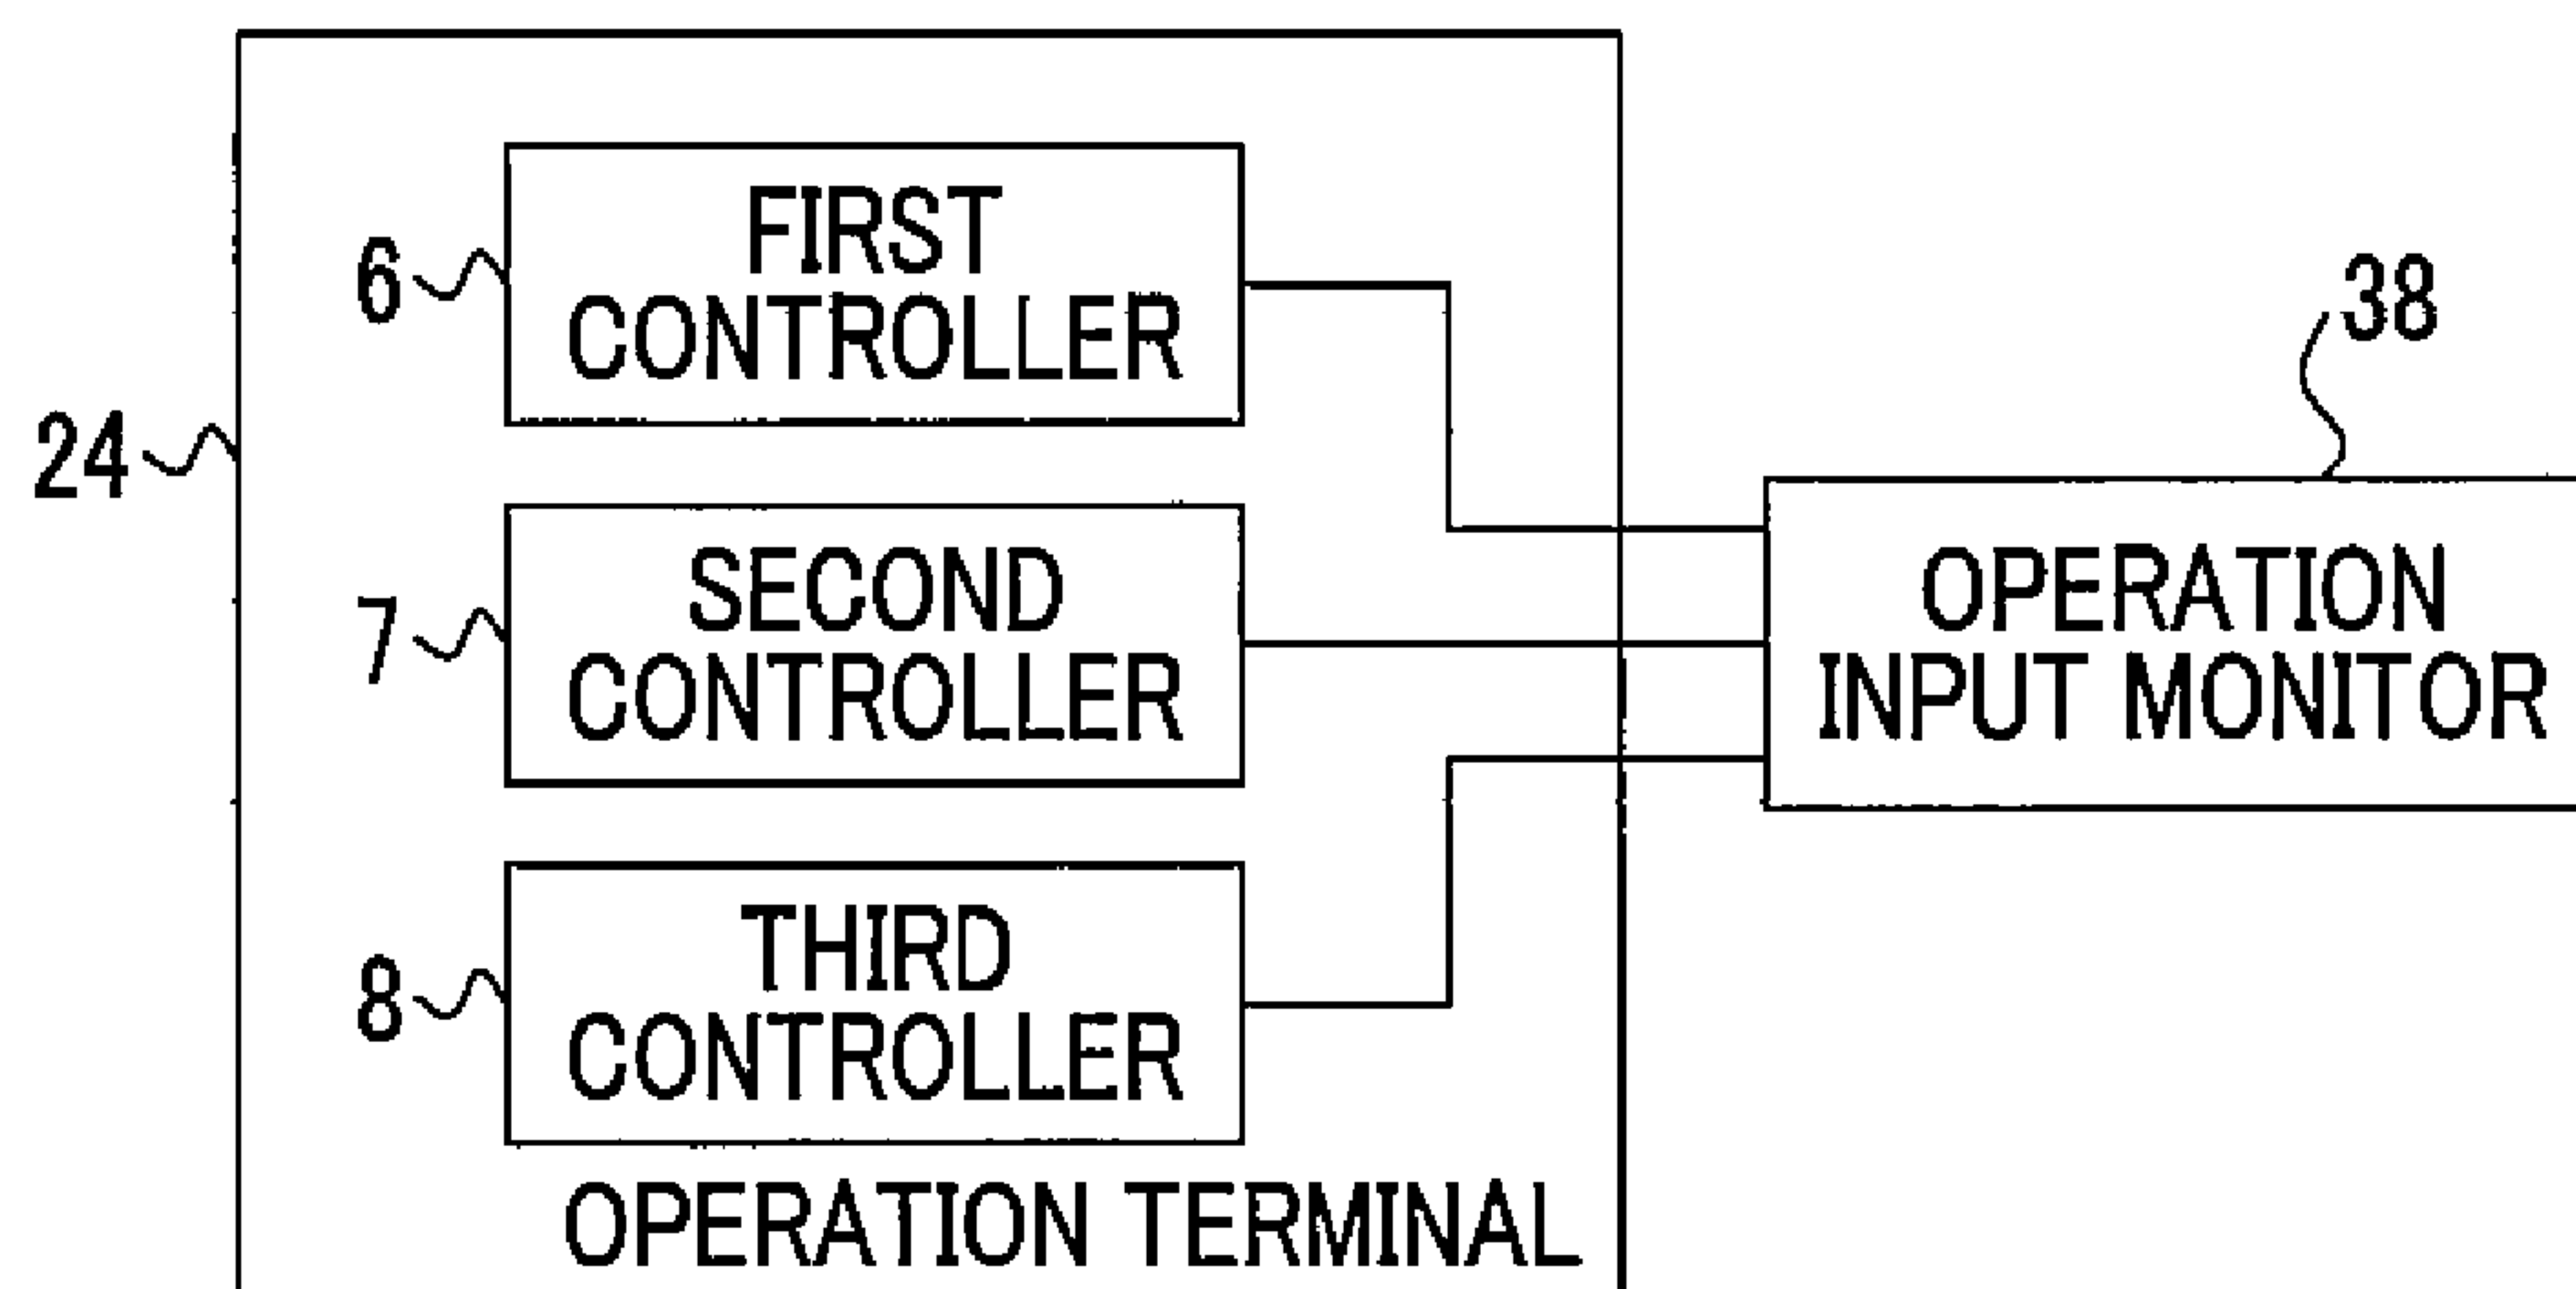 6
FIRST
CONTROLLER
24
38
7
SECOND
CONTROLLER
OPERATION
INPUT MONITOR
8
THIRD
CONTROLLER
OPERATION TERMINAL